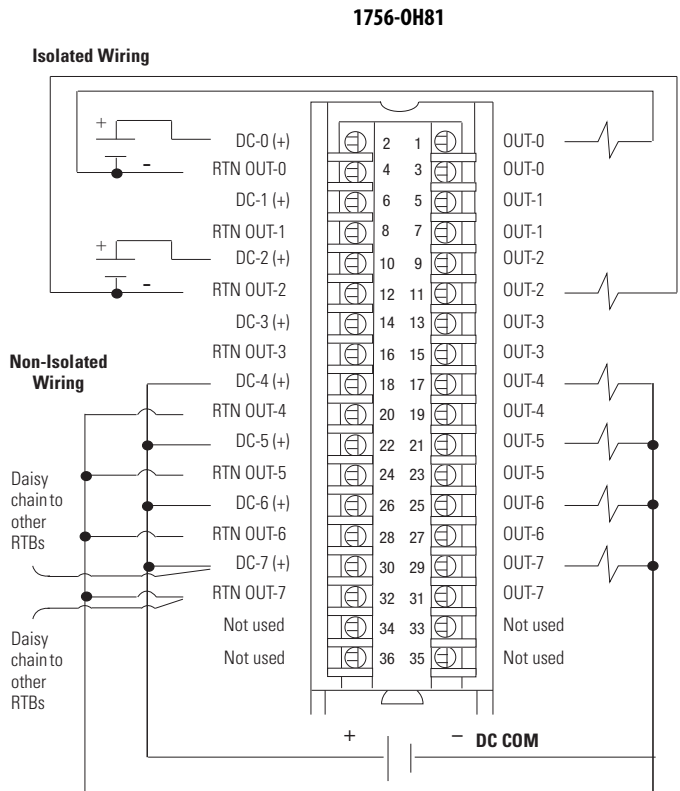 1756-OH8I
Isolated Wiring
+ DC-0 (+) 2 1 OUT-0
- RTN OUT-0 4 3 OUT-0
DC-1 (+) 6 5 OUT-1
RTN OUT-1 8 7 OUT-1
+ DC-2 (+) 10 9 OUT-2
- RTN OUT-2 12 11 OUT-2
DC-3 (+) 14 13 OUT-3
RTN OUT-3 16 15 OUT-3
Non-Isolated
Wiring
DC-4 (+) 18 17 OUT-4
RTN OUT-4 20 19 OUT-4
DC-5 (+) 22 21 OUT-5
RTN OUT-5 24 23 OUT-5
DC-6 (+) 26 25 OUT-6
RTN OUT-6 28 27 OUT-6
DC-7 (+) 30 29 OUT-7
RTN OUT-7 32 31 OUT-7
Not used 34 33 Not used
Not used 36 35 Not used
Daisy
chain to
other
RTBs
Daisy
chain to
other
RTBs
+ - DC COM